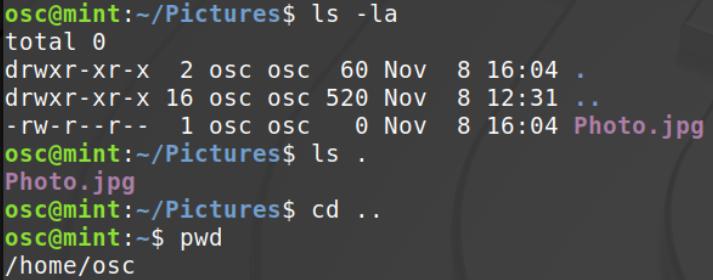 osc@mint:~/Pictures$ ls -la
total 0
drwxr-xr-x  2 osc osc  60 Nov  8 16:04 .
drwxr-xr-x 16 osc osc 520 Nov  8 12:31 ..
-rw-r--r--  1 osc osc   0 Nov  8 16:04 Photo.jpg
osc@mint:~/Pictures$ ls .
Photo.jpg
osc@mint:~/Pictures$ cd ..
osc@mint:~$ pwd
/home/osc